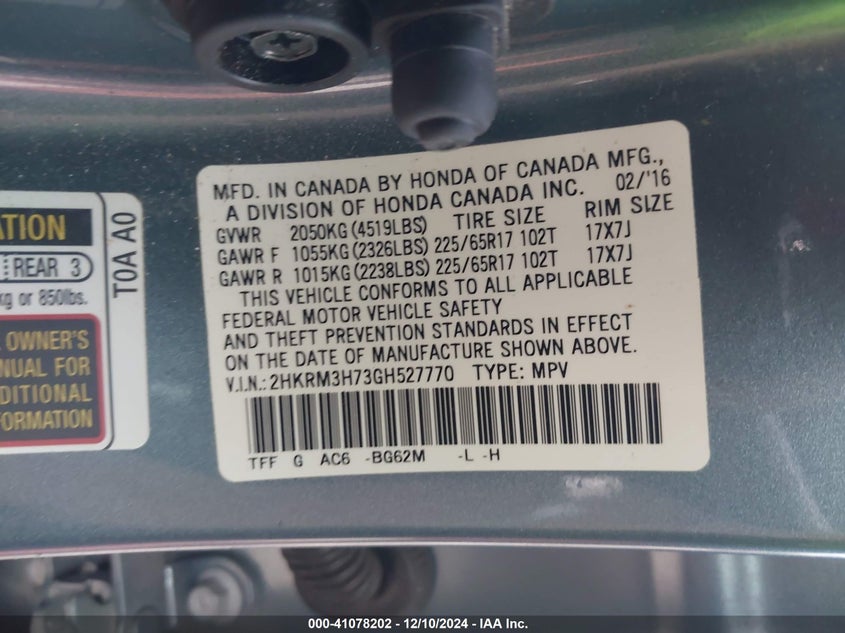 MFD. IN CANADA BY HONDA OF CANADA MFG.,
A DIVISION OF HONDA CANADA INC. 02/'16
GVWR 2050KG(4519LBS) TIRE SIZE RIM SIZE
GAWR F 1055KG(2326LBS) 225/65R17 102T 17X7J
GAWR R 1015KG(2238LBS) 225/65R17 102T 17X7J
THIS VEHICLE CONFORMS TO ALL APPLICABLE
FEDERAL MOTOR VEHICLE SAFETY
AND THEFT PREVENTION STANDARDS IN EFFECT
ON THE DATE OF MANUFACTURE SHOWN ABOVE.
V.I.N.: 2HKRM3H73GH527770 TYPE: MPV
TFF G AC6 -BG62M -L -H
REAR 3
kg or 850lbs.
OWNER'S
FOR
T0A A0
000-41078202 - 12/10/2024 - IAA Inc.